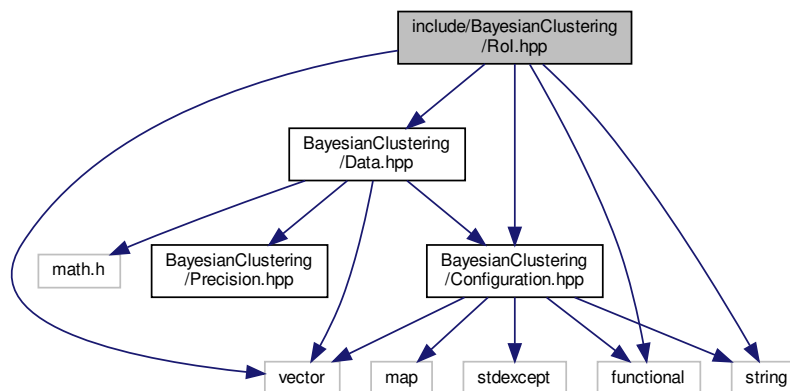 include/BayesianClustering
/RoI.hpp
BayesianClustering
/Data.hpp
math.h
BayesianClustering
/Precision.hpp
BayesianClustering
/Configuration.hpp
vector
map
stdexcept
functional
string